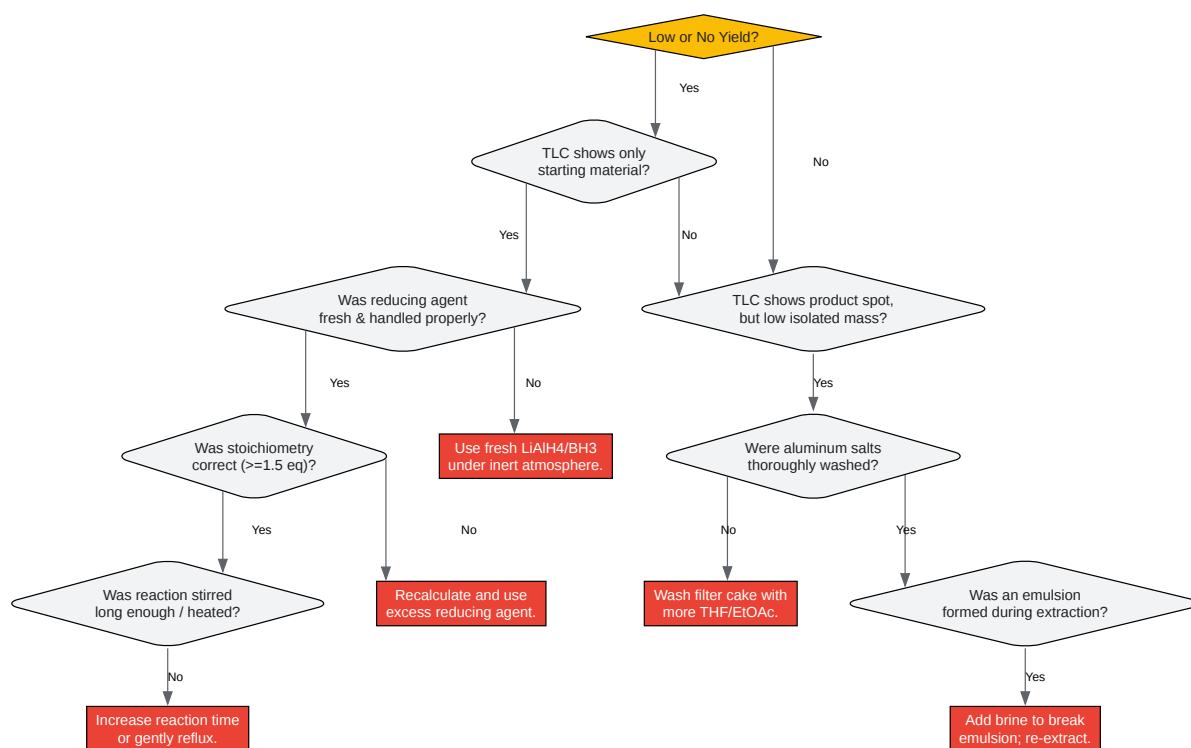 Low or No Yield?
Yes
TLC shows only
starting material?
No
Yes
No
Was reducing agent
fresh & handled properly?
TLC shows product spot,
but low isolated mass?
Yes
No
Yes
Was stoichiometry
correct (>=1.5 eq)?
Use fresh LiAlH4/BH3
under inert atmosphere.
Were aluminum salts
thoroughly washed?
Yes
No
No
Yes
Was reaction stirred
long enough / heated?
Recalculate and use
excess reducing agent.
Wash filter cake with
more THF/EtOAc.
Was an emulsion
formed during extraction?
No
Yes
Increase reaction time
or gently reflux.
Add brine to break
emulsion; re-extract.